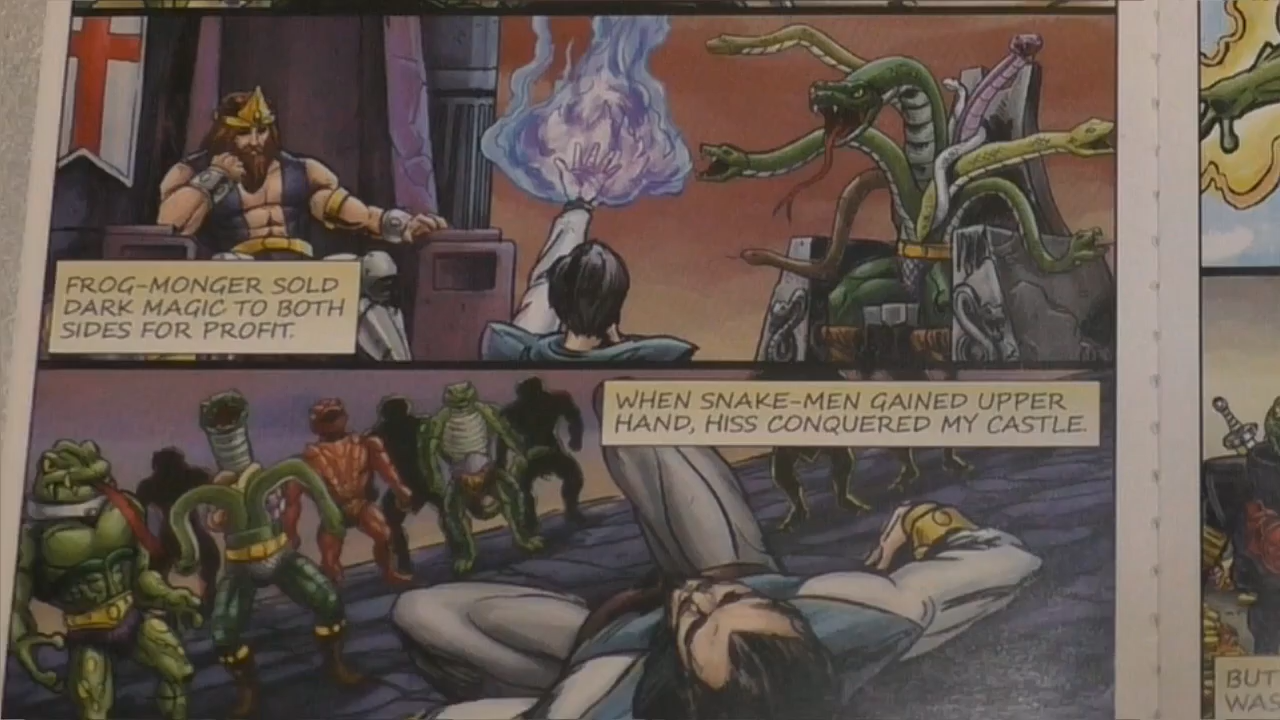 FROG-MONGER SOLD
DARK MAGIC TO BOTH
SIDES FOR PROFIT.
WHEN SNAKE-MEN GAINED UPPER
HAND, HISS CONQUERED MY CASTLE.
BUT
WAS